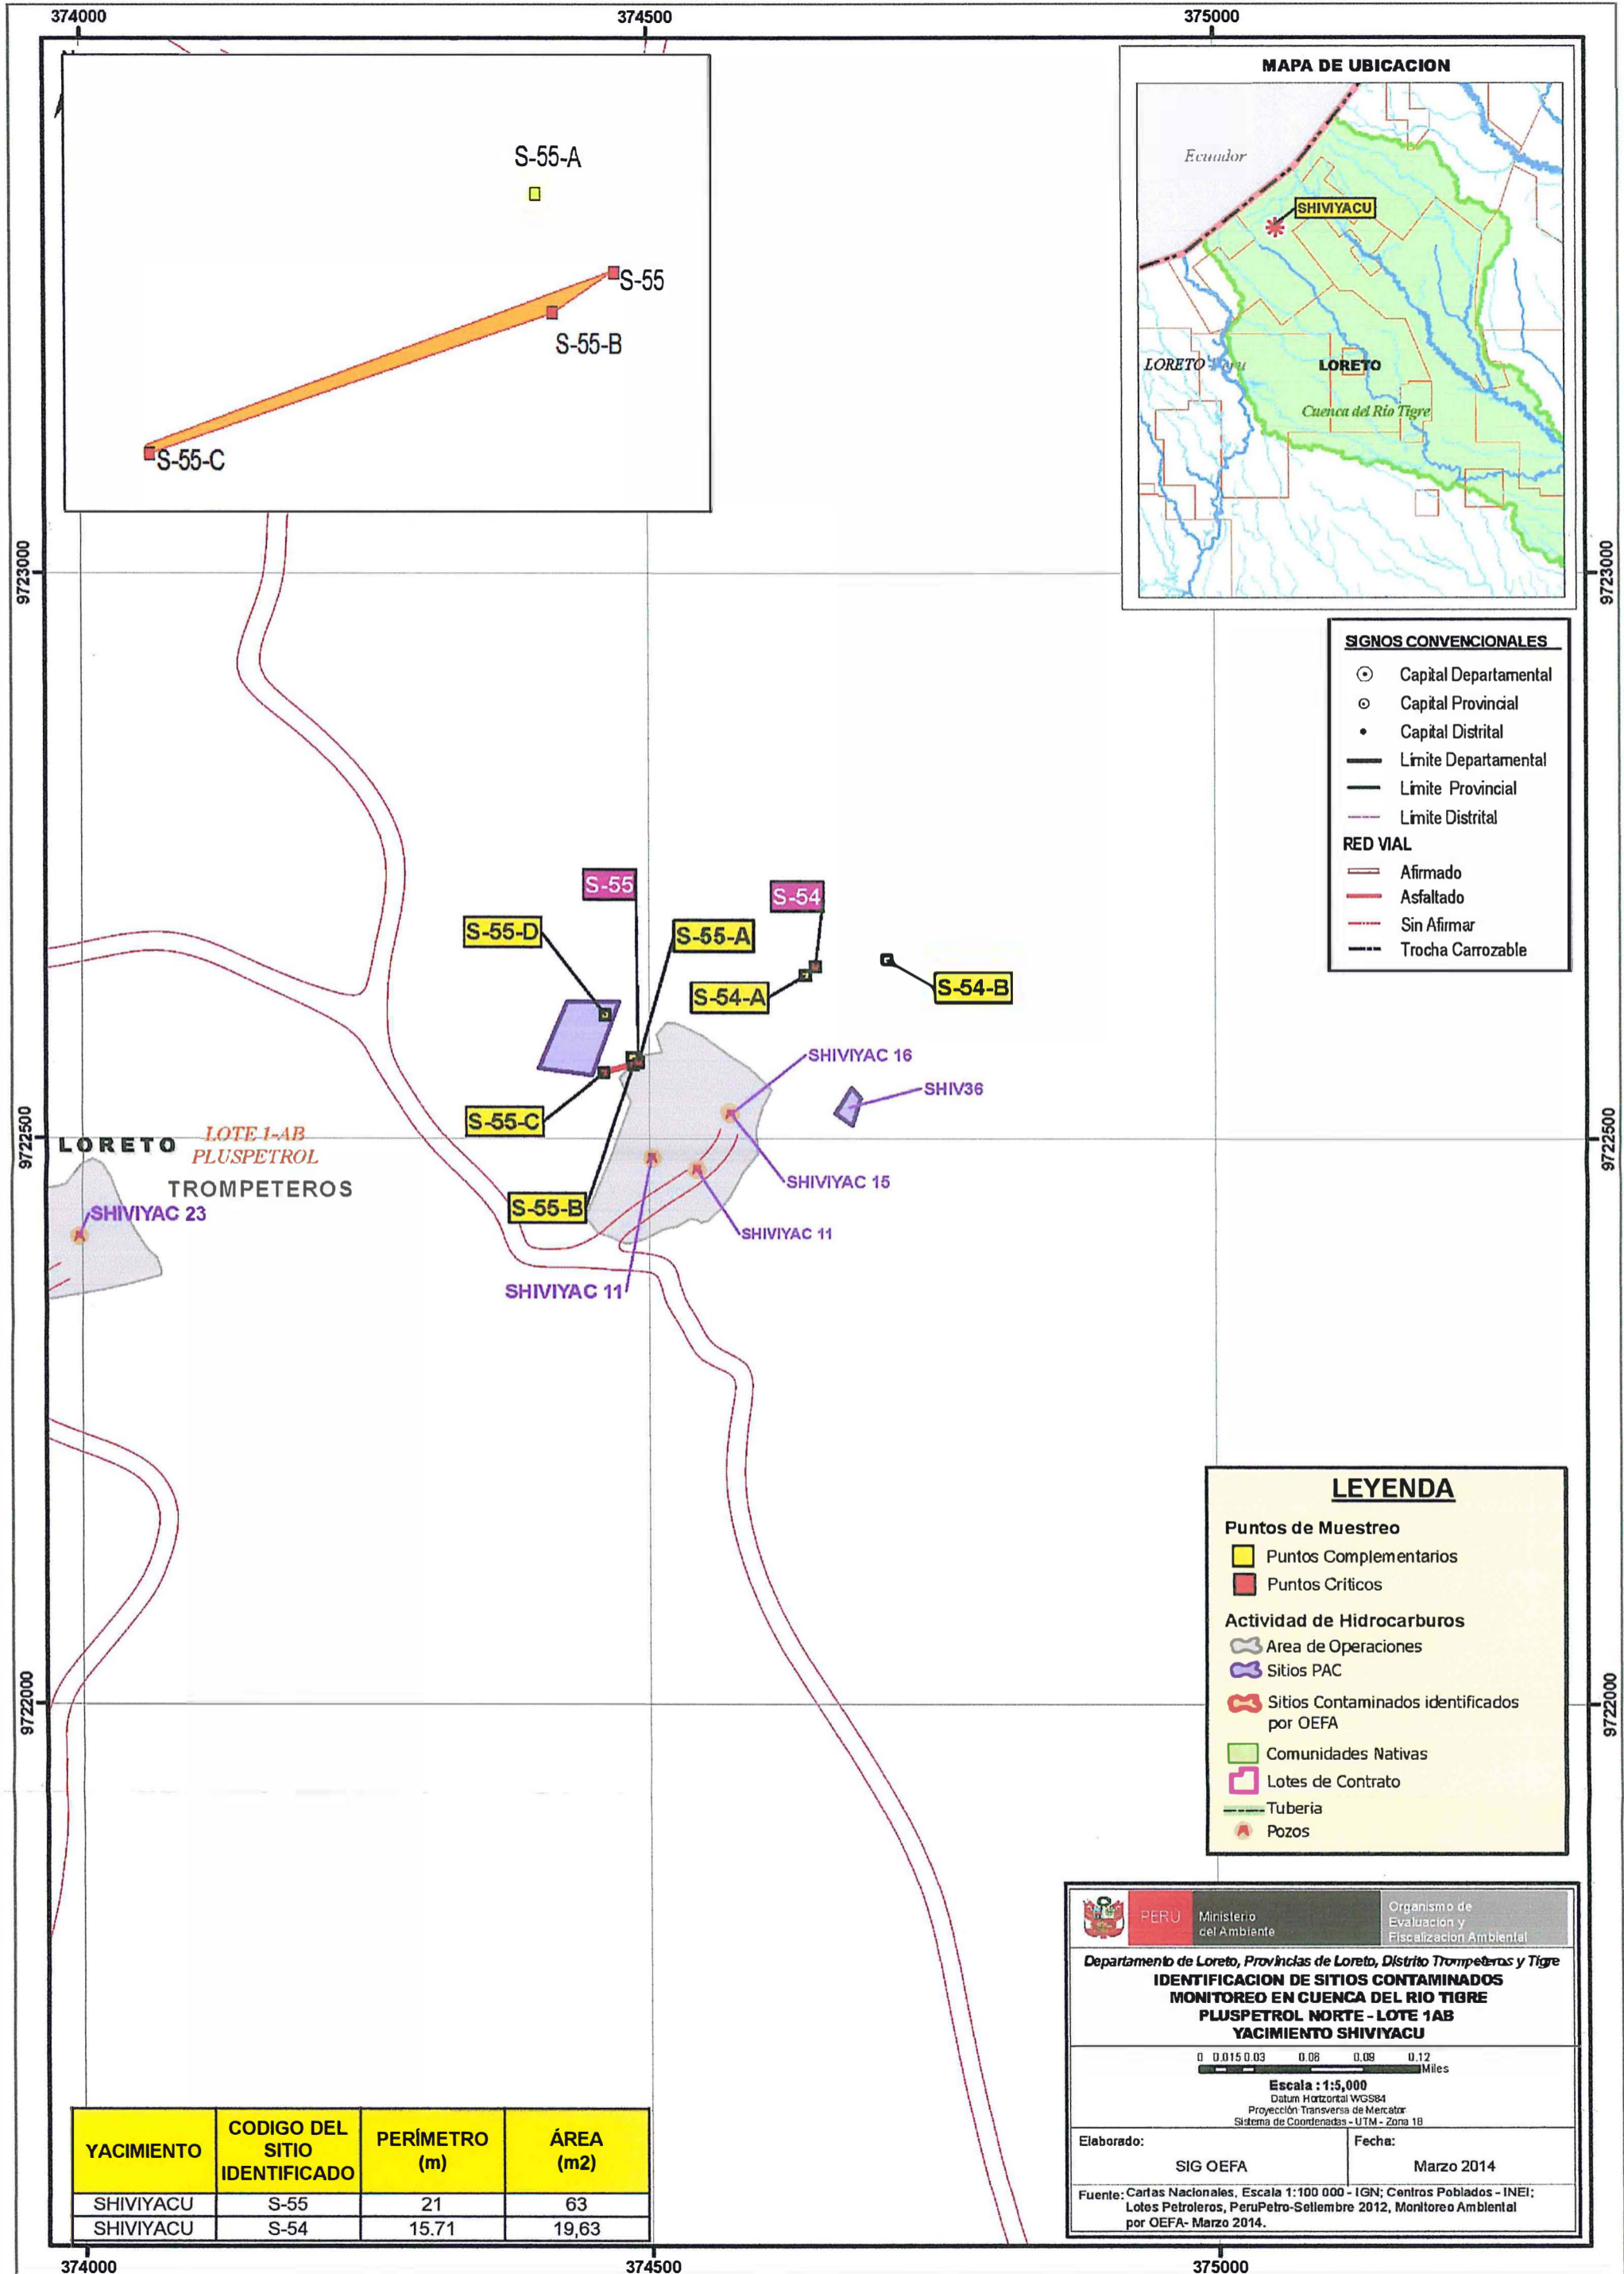 374000
374500
375000
S-55-A
S-55
S-55-B
S-55-C
MAPA DE UBICACION
Ecuador
SHIVIYACU
LORETO
LORETO
Cuenca del Rio Tigre
9723000
9723000
SIGNOS CONVENCIONALES
Capital Departamental
Capital Provincial
Capital Distrital
Límite Departamental
Límite Provincial
Límite Distrital
RED VIAL
Afirmado
Asfaltado
Sin Afirmar
Trocha Carrozable
S-55
S-54
S-55-D
S-55-A
S-54-A
S-54-B
SHIVIYAC 16
SHIV36
S-55-C
9722500
9722500
LORETO
LOTE 1-AB
PLUSPETROL
TROMPETEROS
SHIVIYAC 15
SHIVIYAC 23
S-55-B
SHIVIYAC 11
SHIVIYAC 11
LEYENDA
Puntos de Muestreo
Puntos Complementarios
Puntos Críticos
Actividad de Hidrocarburos
Area de Operaciones
Sitios PAC
Sitios Contaminados identificados
por OEFA
Comunidades Nativas
Lotes de Contrato
Tuberia
Pozos
9722000
9722000
PERÚ
Ministerio
del Ambiente
Organismo de
Evaluación y
Fiscalización Ambiental
Departamento de Loreto, Provincias de Loreto, Distrito Trompeteros y Tigre
IDENTIFICACION DE SITIOS CONTAMINADOS
MONITOREO EN CUENCA DEL RIO TIGRE
PLUSPETROL NORTE - LOTE 1AB
YACIMIENTO SHIVIYACU
0 0.015 0.03 0.06 0.09 0.12
Miles
Escala : 1:5,000
Datum Horizontal WGS84
Proyección Transversa de Mercator
Sistema de Coordenadas - UTM - Zona 18
Elaborado:
SIG OEFA
Fecha:
Marzo 2014
Fuente: Cartas Nacionales, Escala 1:100 000 - IGN; Centros Poblados - INEI;
Lotes Petroleros, PeruPetro-Setiembre 2012, Monitoreo Ambiental
por OEFA- Marzo 2014.
YACIMIENTO CODIGO DEL SITIO IDENTIFICADO PERÍMETRO (m) ÁREA (m2)
SHIVIYACU S-55 21 63
SHIVIYACU S-54 15.71 19,63
374000
374500
375000